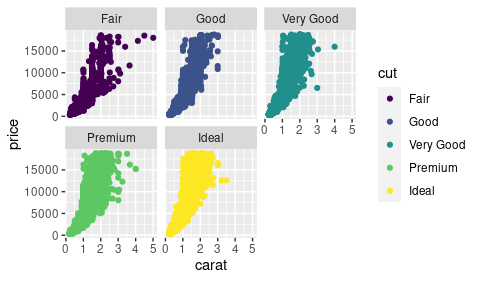 Fair Good Very Good
15000
10000
5000
0
0 1 2 3 4 5
Premium Ideal
15000
10000
5000
0
0 1 2 3 4 5 0 1 2 3 4 5
price
carat
cut
Fair
Good
Very Good
Premium
Ideal